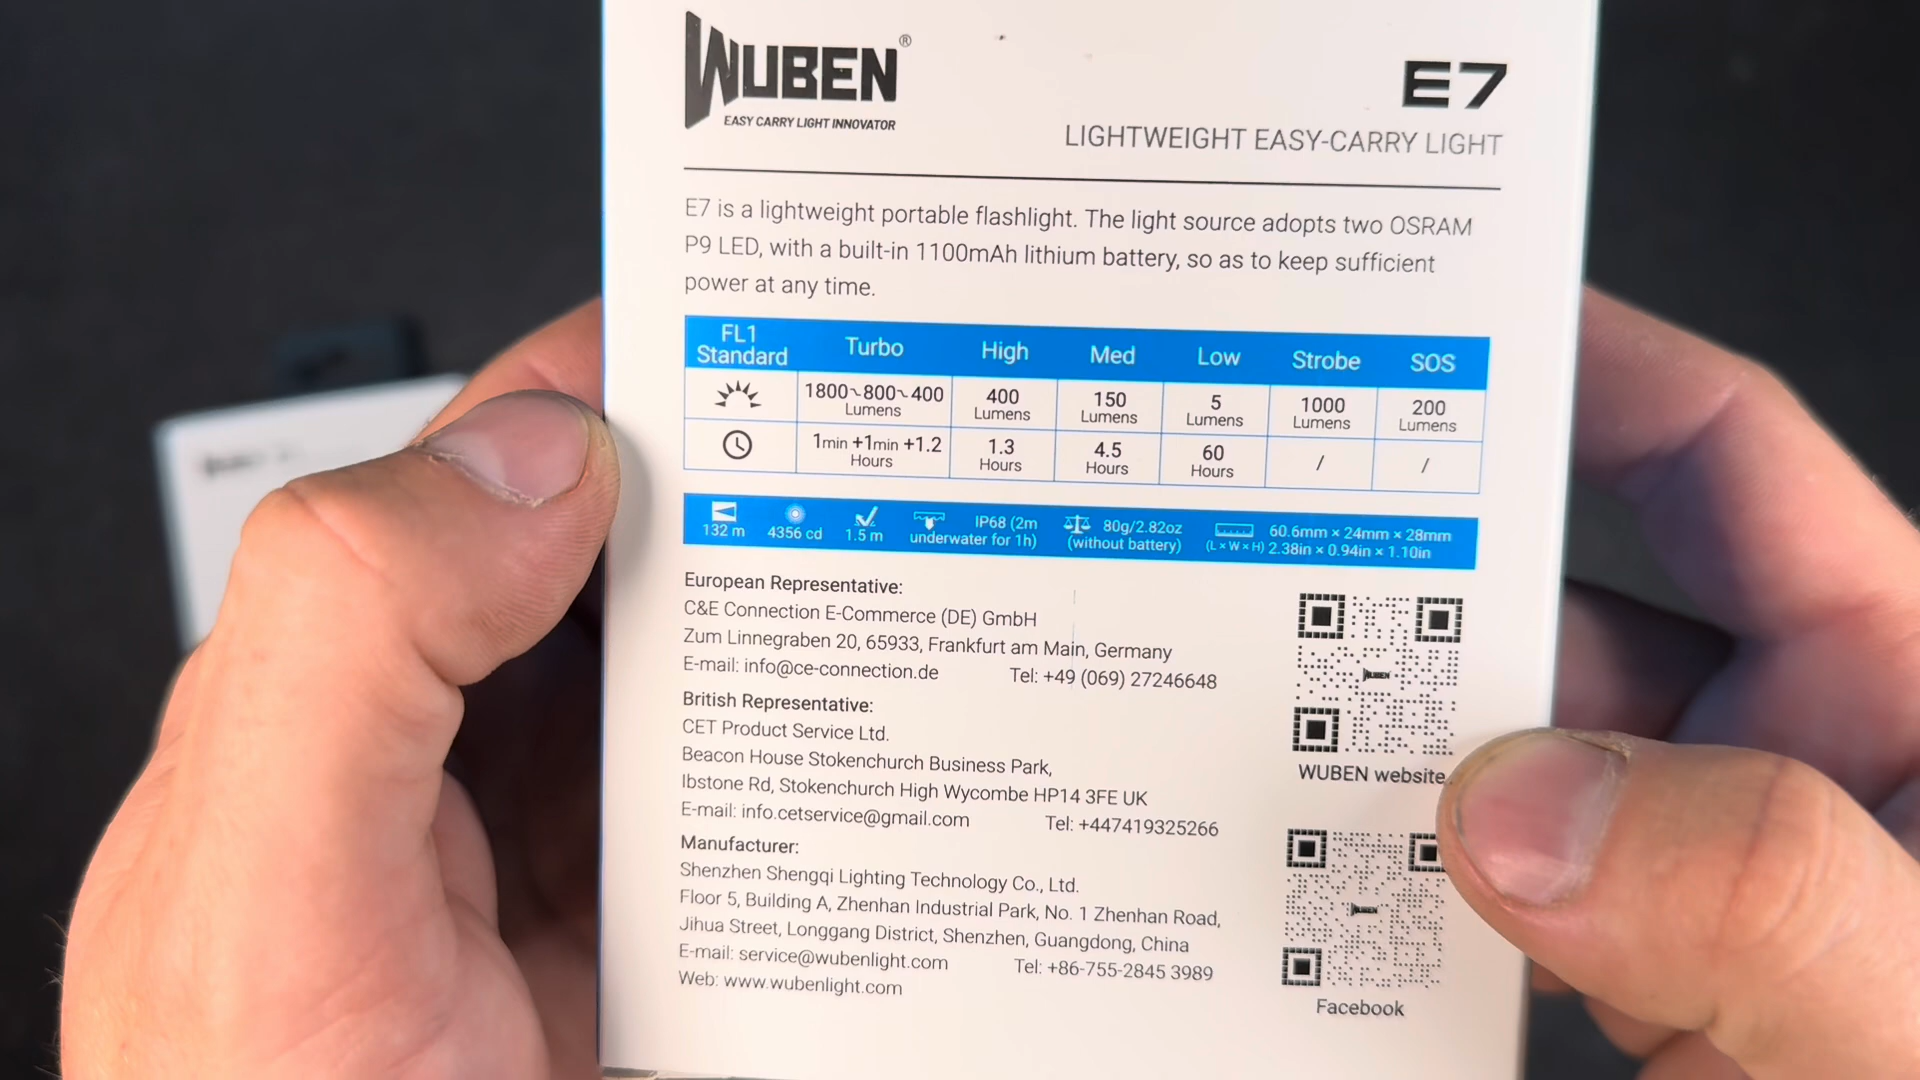 WUBEN®
EASY CARRY LIGHT INNOVATOR
E7
LIGHTWEIGHT EASY-CARRY LIGHT
E7 is a lightweight portable flashlight. The light source adopts two OSRAM
P9 LED, with a built-in 1100mAh lithium battery, so as to keep sufficient
power at any time.
FL1 Standard Turbo High Med Low Strobe SOS
1800~800~400 Lumens 400 Lumens 150 Lumens 5 Lumens 1000 Lumens 200 Lumens
1min +1min +1.2 Hours 1.3 Hours 4.5 Hours 60 Hours / /
132 m 4356 cd 1.5 m IP68 (2m underwater for 1h) 80g/2.82oz (without battery) 60.6mm × 24mm × 28mm
(L×W×H) 2.38in × 0.94in × 1.10in
European Representative:
C&E Connection E-Commerce (DE) GmbH
Zum Linnegraben 20, 65933, Frankfurt am Main, Germany
E-mail: info@ce-connection.de Tel: +49 (069) 27246648
British Representative:
CET Product Service Ltd.
Beacon House Stokenchurch Business Park,
Ibstone Rd, Stokenchurch High Wycombe HP14 3FE UK
E-mail: info.cetservice@gmail.com Tel: +447419325266
Manufacturer:
Shenzhen Shengqi Lighting Technology Co., Ltd.
Floor 5, Building A, Zhenhan Industrial Park, No. 1 Zhenhan Road,
Jihua Street, Longgang District, Shenzhen, Guangdong, China
E-mail: service@wubenlight.com Tel: +86-755-2845 3989
Web: www.wubenlight.com
WUBEN
WUBEN website
WUBEN
Facebook